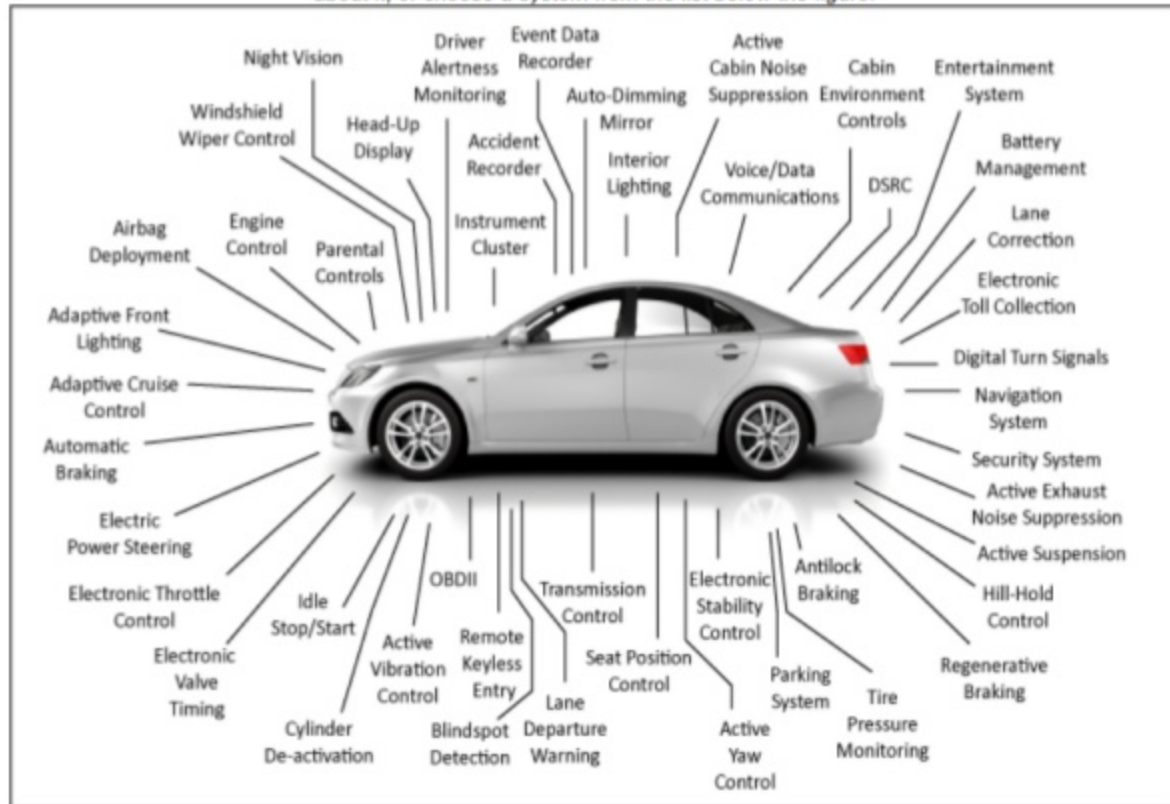 Night Vision
Driver
Alertness
Monitoring
Event Data
Recorder
Active
Cabin Noise
Suppression
Cabin
Environment
Controls
Entertainment
System
Windshield
Wiper Control
Head-Up
Display
Accident
Recorder
Auto-Dimming
Mirror
Interior
Lighting
Voice/Data
Communications
DSRC
Battery
Management
Airbag
Deployment
Engine
Control
Parental
Controls
Instrument
Cluster
Lane
Correction
Electronic
Toll Collection
Adaptive Front
Lighting
Digital Turn Signals
Adaptive Cruise
Control
Navigation
System
Automatic
Braking
Security System
Electric
Power Steering
Active Exhaust
Noise Suppression
Active Suspension
Electronic Throttle
Control
Idle
Stop/Start
OBDII
Transmission
Control
Electronic
Stability
Control
Antilock
Braking
Hill-Hold
Control
Electronic
Valve
Timing
Active
Vibration
Control
Remote
Keyless
Entry
Seat Position
Control
Parking
System
Regenerative
Braking
Cylinder
De-activation
Blindspot
Detection
Lane
Departure
Warning
Active
Yaw
Control
Tire
Pressure
Monitoring